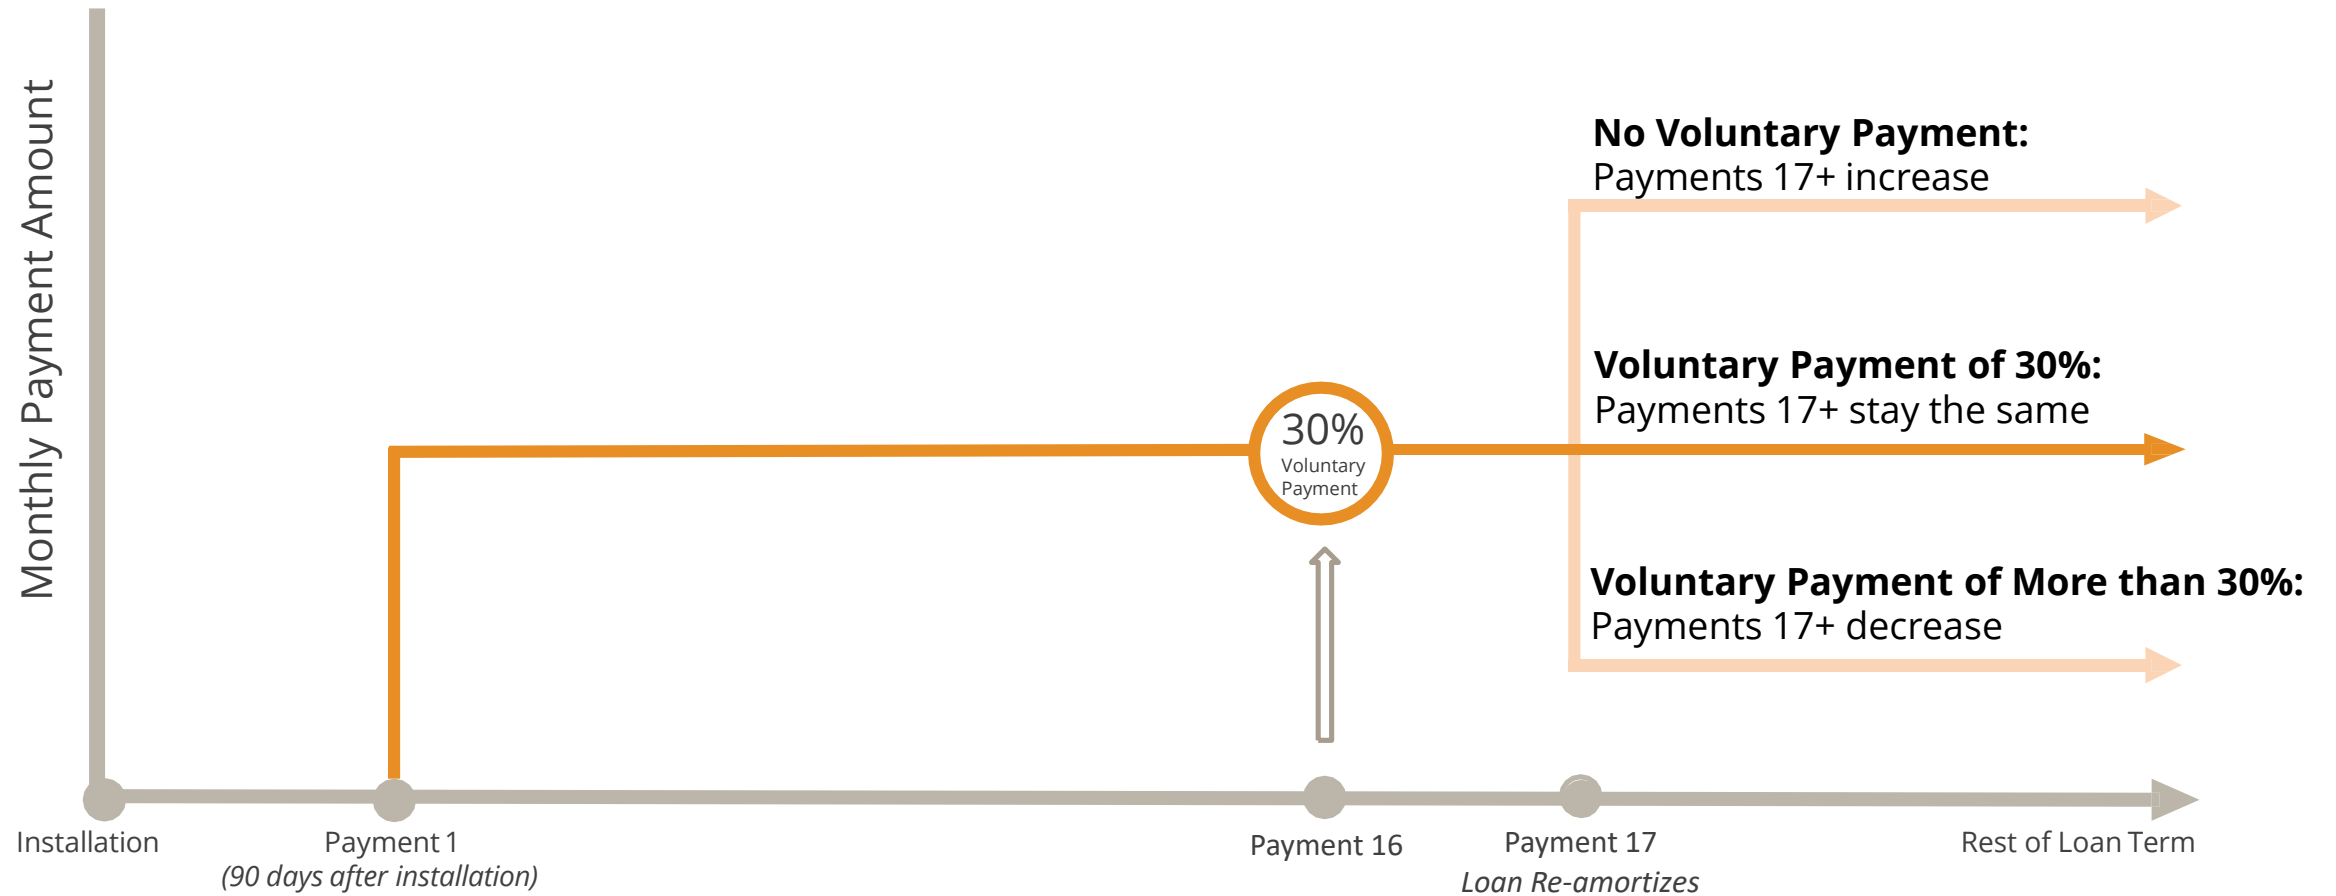 Monthly Payment Amount
No Voluntary Payment:
Payments 17+ increase
Voluntary Payment of 30%:
Payments 17+ stay the same
30%
Voluntary
Payment
Voluntary Payment of More than 30%:
Payments 17+ decrease
Installation
Payment 1
(90 days after installation)
Payment 16
Payment 17
Loan Re-amortizes
Rest of Loan Term